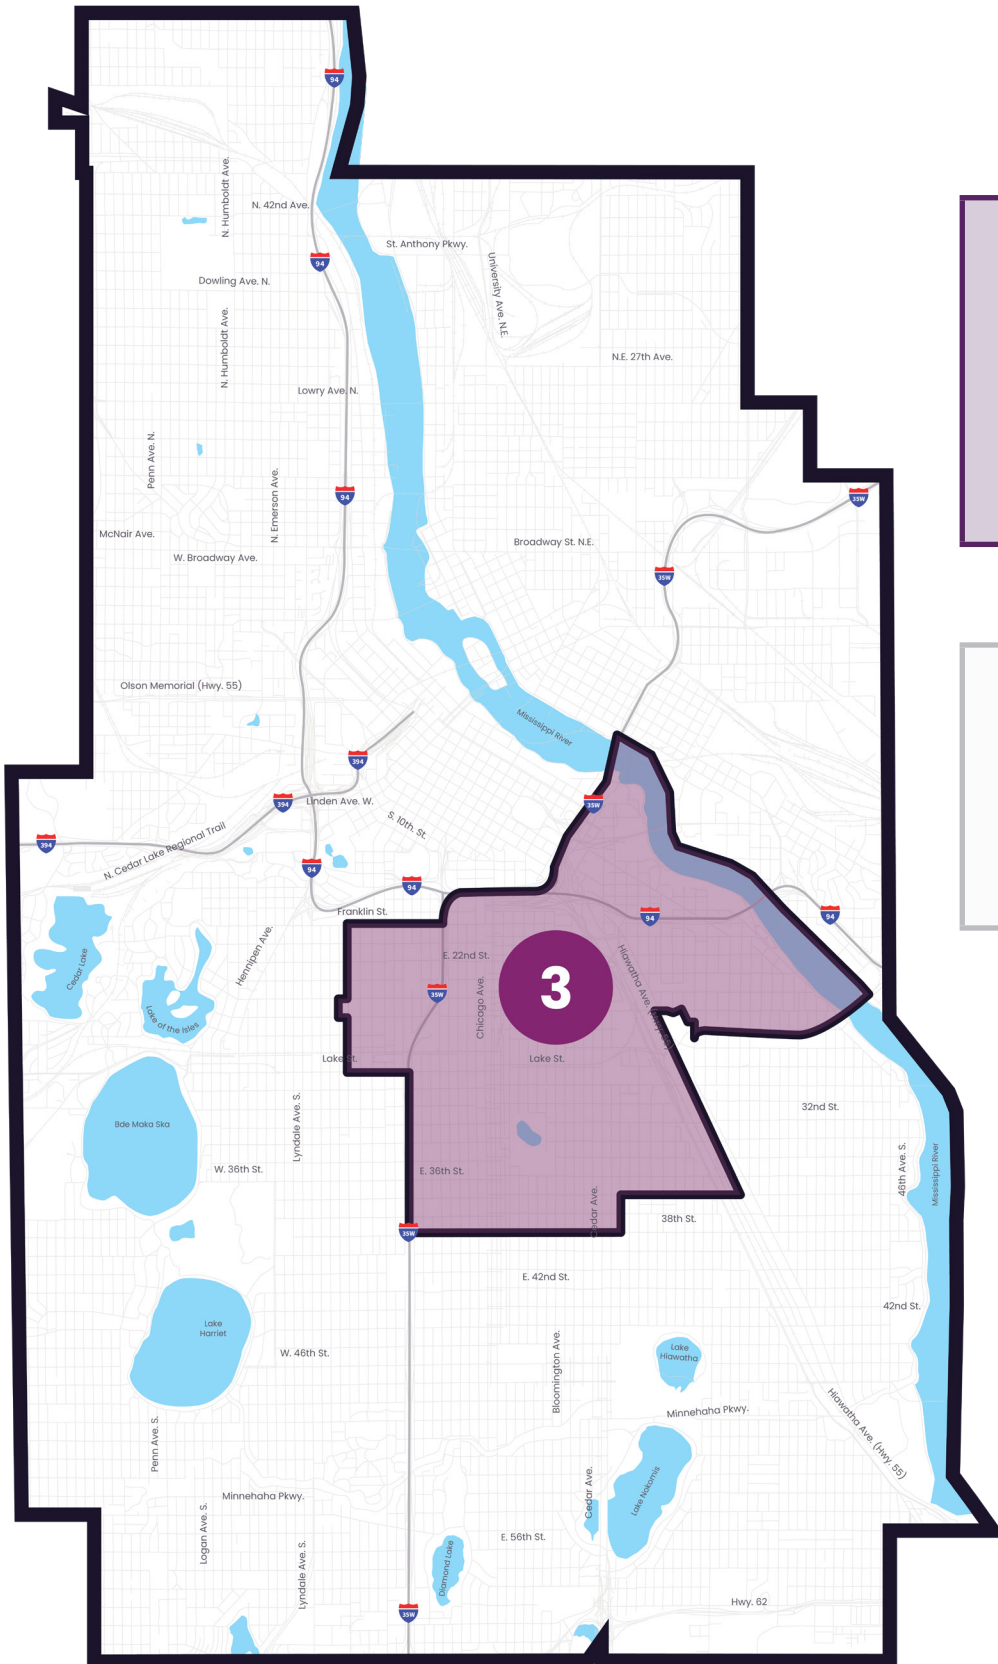 94
N. Humboldt Ave.
N. 42nd Ave.
St. Anthony Pkwy.
94
University Ave. N.E.
Dowling Ave. N.
N. Humboldt Ave.
N.E. 27th Ave.
Lowry Ave. N.
Penn Ave. N.
N. Emerson Ave.
94
35W
McNair Ave.
W. Broadway Ave.
Broadway St. N.E.
35W
Olson Memorial (Hwy. 55)
Mississippi River
394
394
Linden Ave. W.
35W
S. 10th. St.
394
N. Cedar Lake Regional Trail
94
94
Franklin St.
94
94
Hennipen Ave.
E. 22nd St.
Cedar Lake
Lake of the Isles
35W
Chicago Ave.
3
Hiawatha Ave. (Hwy. 55)
Lake St.
Lake St.
32nd St.
Bde Maka Ska
Lyndale Ave. S.
W. 36th St.
E. 36th St.
46th Ave. S.
Mississippi River
Cedar Ave.
38th St.
35W
E. 42nd St.
42nd St.
Lake
Harriet
W. 46th St.
Bloomington Ave.
Lake
Hiawatha
Minnehaha Pkwy.
Hiawatha Ave. (Hwy. 55)
Penn Ave. S.
Minnehaha Pkwy.
Cedar Ave.
Lake Nokomis
Logan Ave. S.
E. 56th St.
Lyndale Ave. S.
Diamond Lake
35W
Hwy. 62